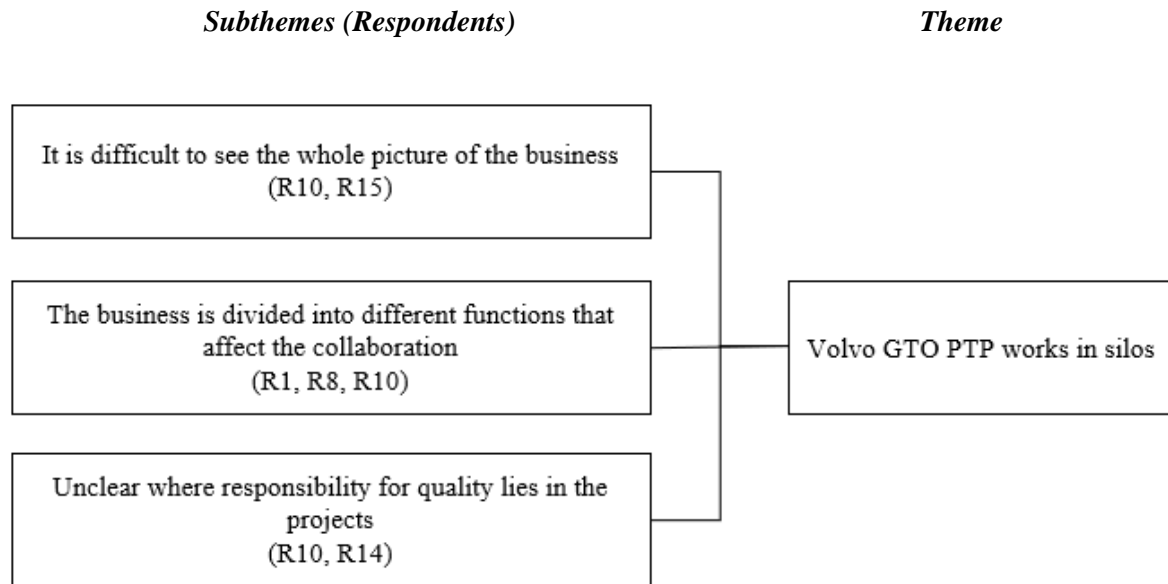 Subthemes (Respondents)
Theme
It is difficult to see the whole picture of the business
(R10, R15)
The business is divided into different functions that
affect the collaboration
(R1, R8, R10)
Volvo GTO PTP works in silos
Unclear where responsibility for quality lies in the
projects
(R10, R14)